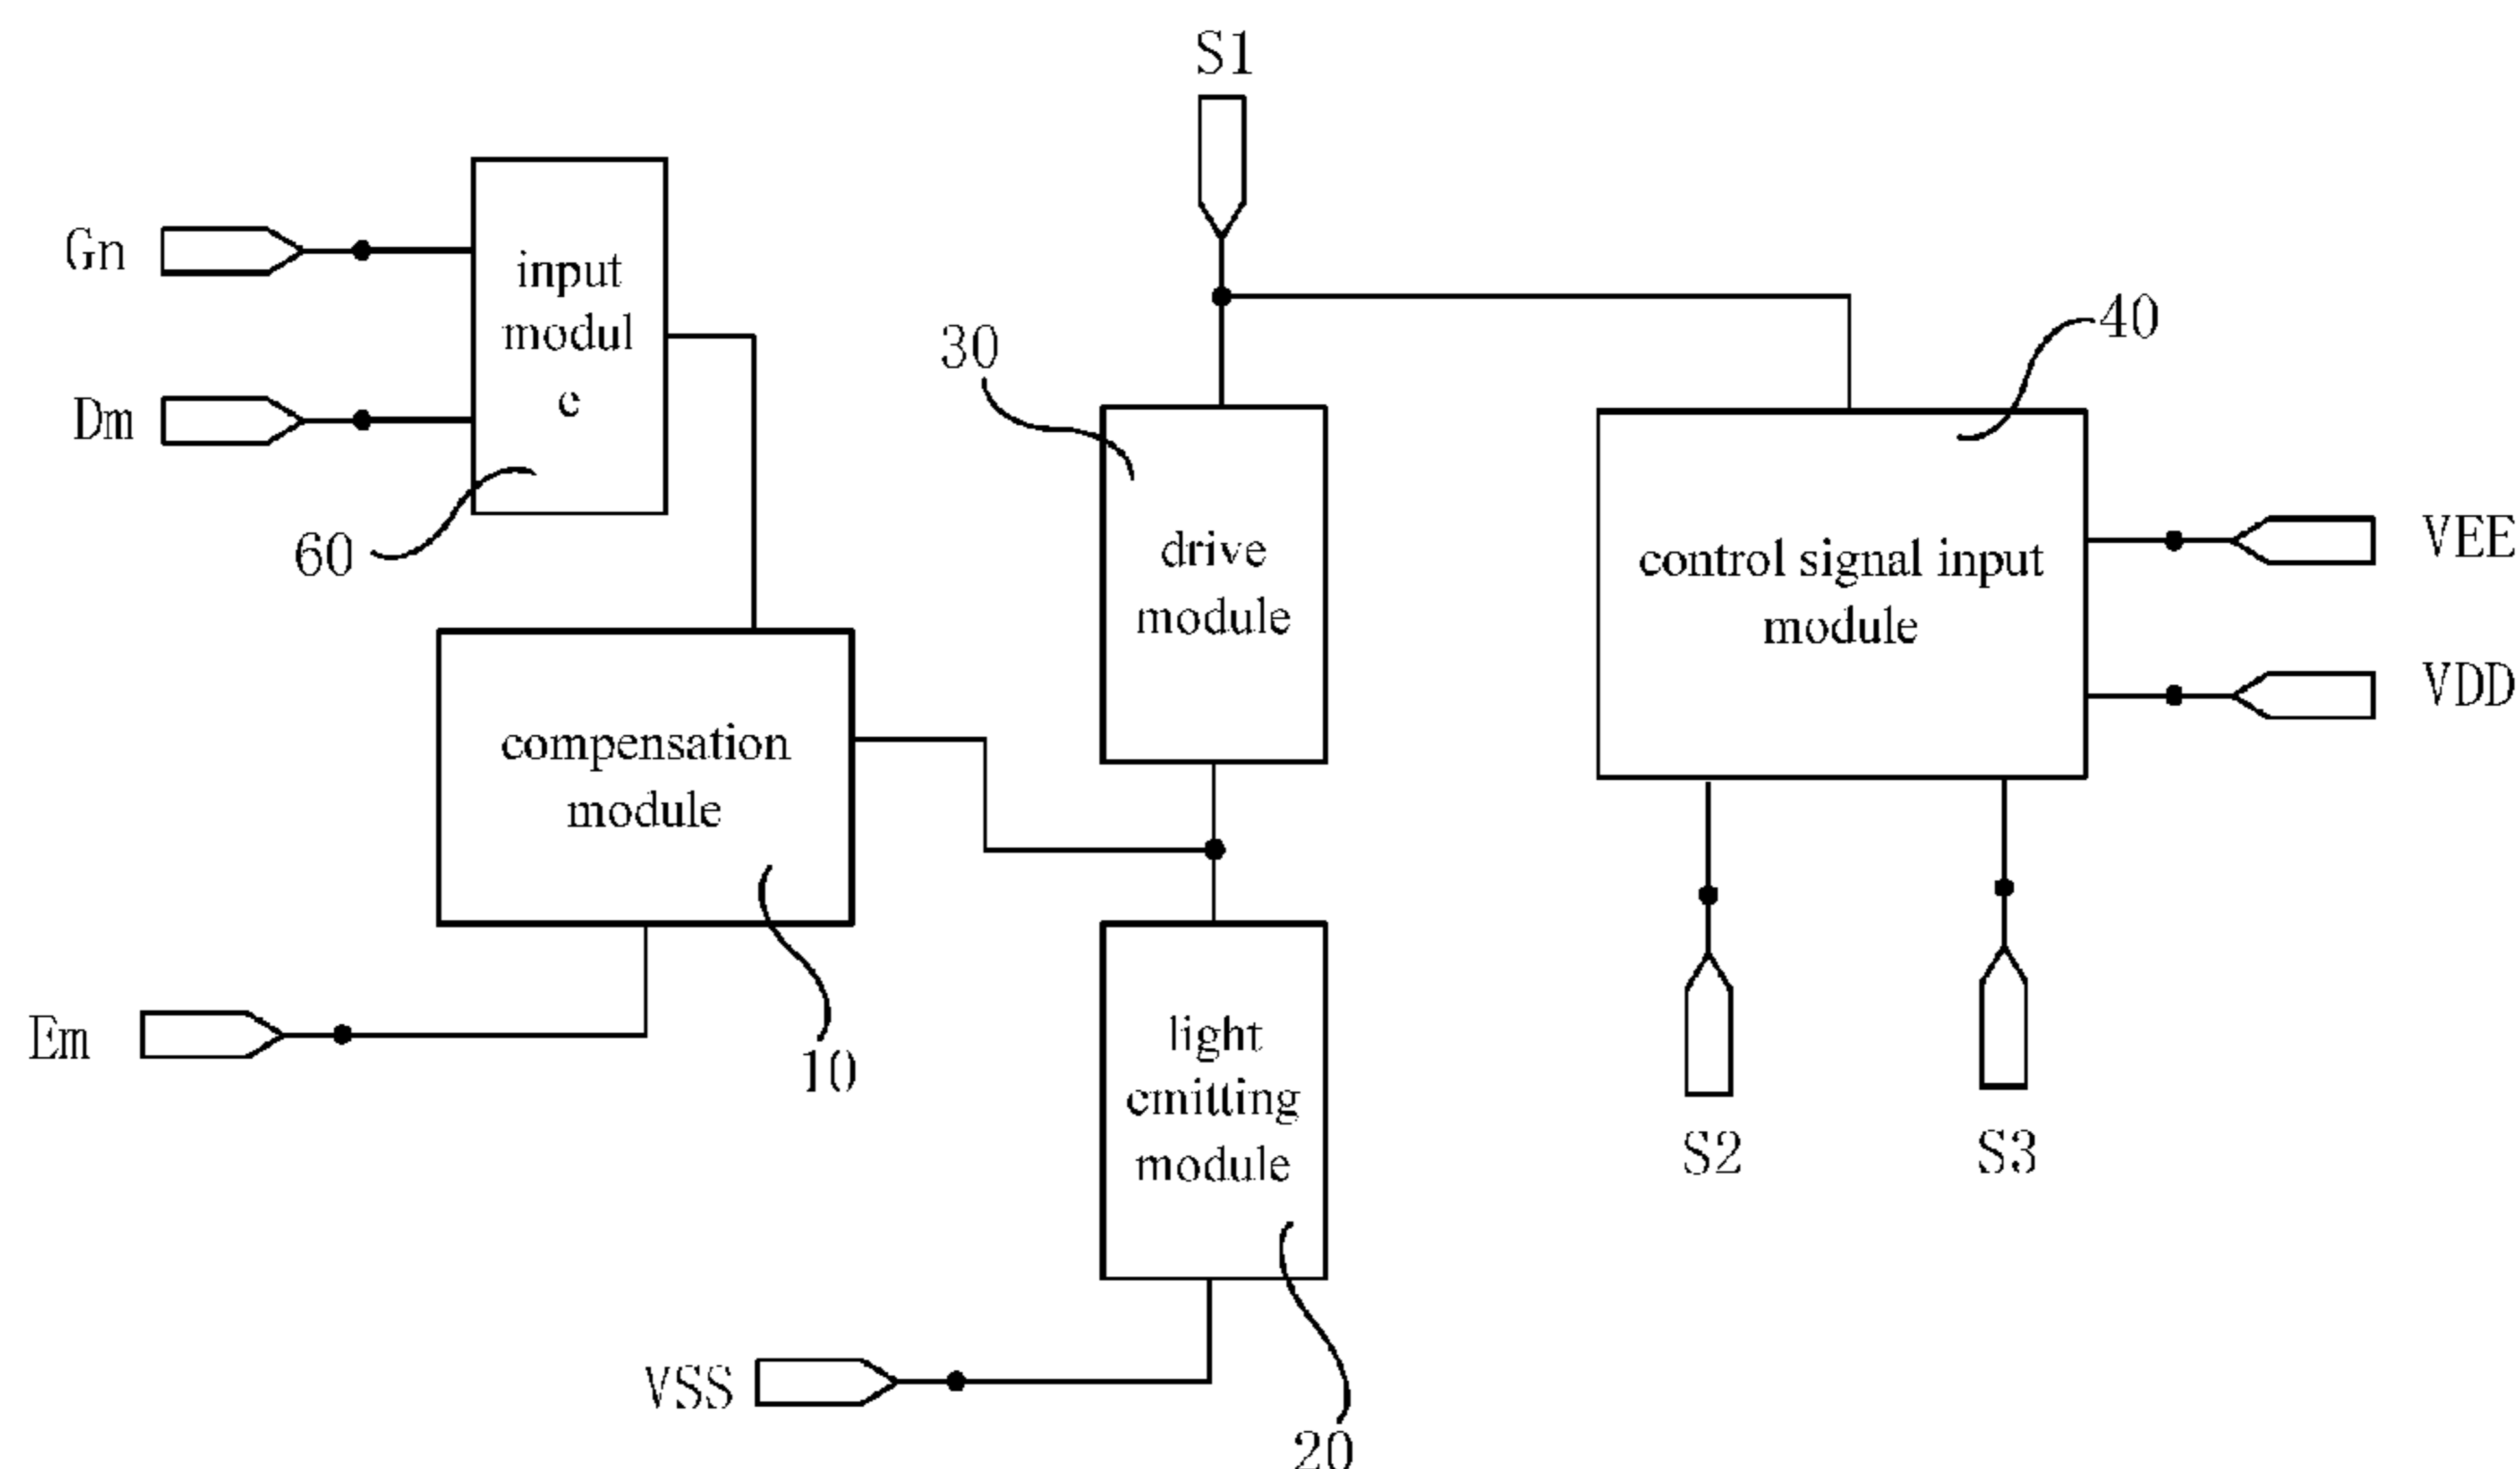 S1
Gn
input
modul
e
40
30
Dm
VEE
60
drive
module
control signal input
module
VDD
compensation
module
Em
10
light
emitting
module
S2
S3
VSS
20